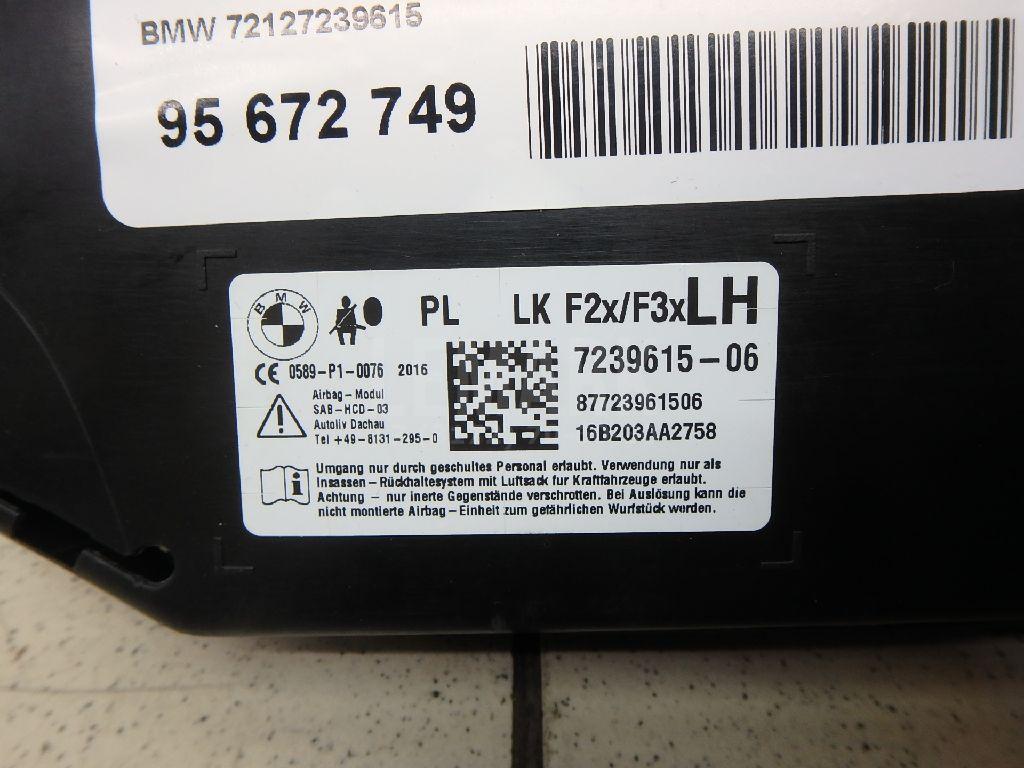 BMW 72127239615
95 672 749
BMW PL LK F2x/F3x LH
CE 0589-P1-0076 2016
7239615-06
Airbag-Modul
SAB-HCD-03
Autoliv Dachau
Tel +49-8131-295-0
87723961506
16B203AA2758
Umgang nur durch geschultes Personal erlaubt. Verwendung nur als
Insassen-Rückhaltesystem mit Luftsack fur Kraftfahrzeuge erlaubt.
Achtung - nur inerte Gegenstände verschrotten. Bei Auslösung kann die
nicht montierte Airbag-Einheit zum gefährlichen Wurfstück werden.